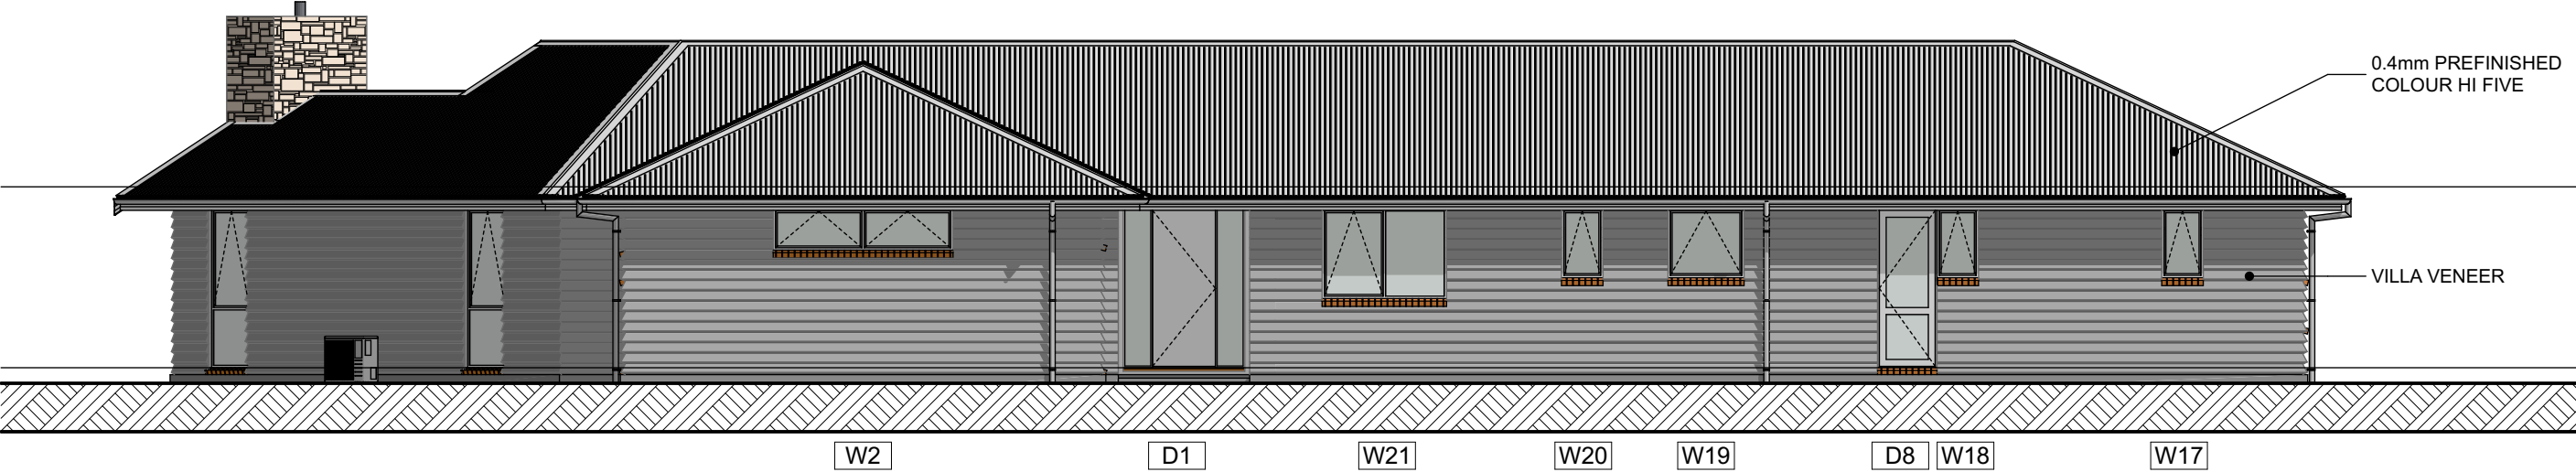 0.4mm PREFINISHED
COLOUR HI FIVE
VILLA VENEER
W2 D1 W21 W20 W19 D8 W18 W17